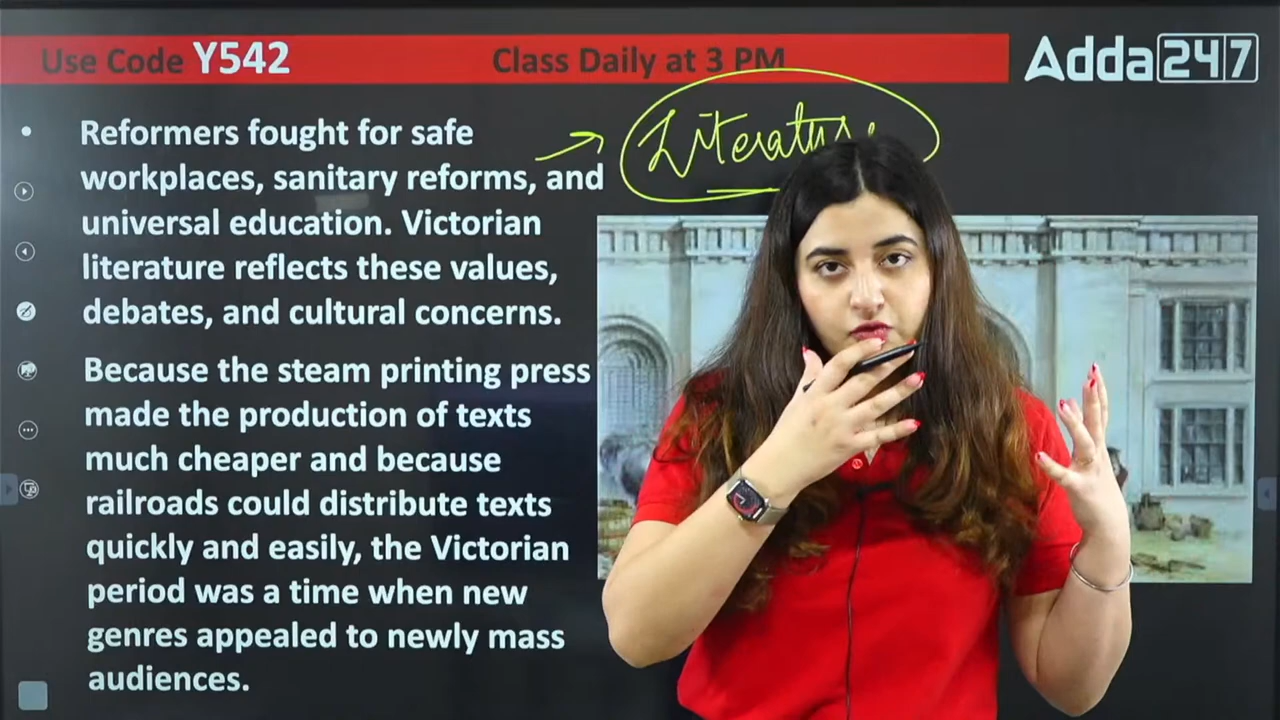 Use Code Y542
Class Daily at 3 PM
Adda247
Literature
• Reformers fought for safe
workplaces, sanitary reforms, and
universal education. Victorian
literature reflects these values,
debates, and cultural concerns.
Because the steam printing press
made the production of texts
much cheaper and because
railroads could distribute texts
quickly and easily, the Victorian
period was a time when new
genres appealed to newly mass
audiences.